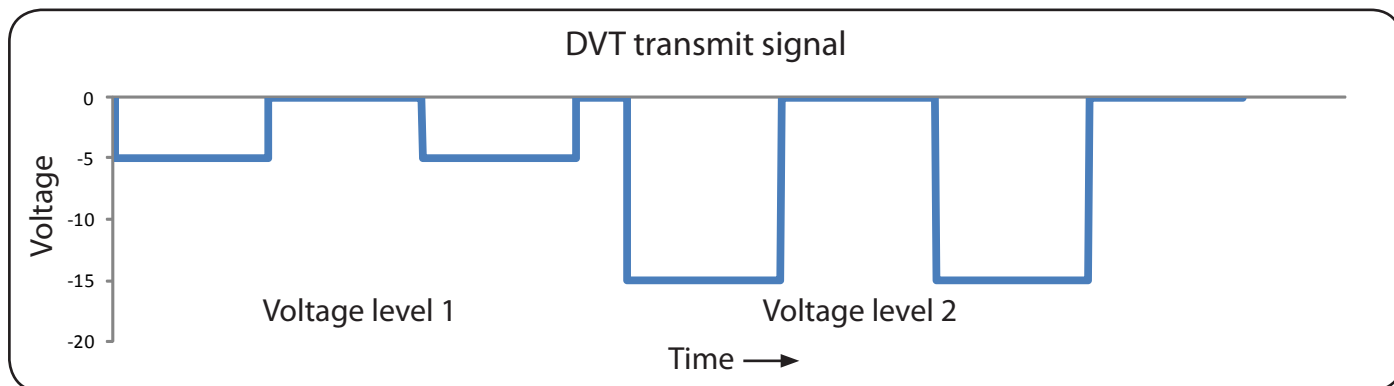 DVT transmit signal
0
-5
-10
-15
-20
Voltage
Voltage level 1
Voltage level 2
Time